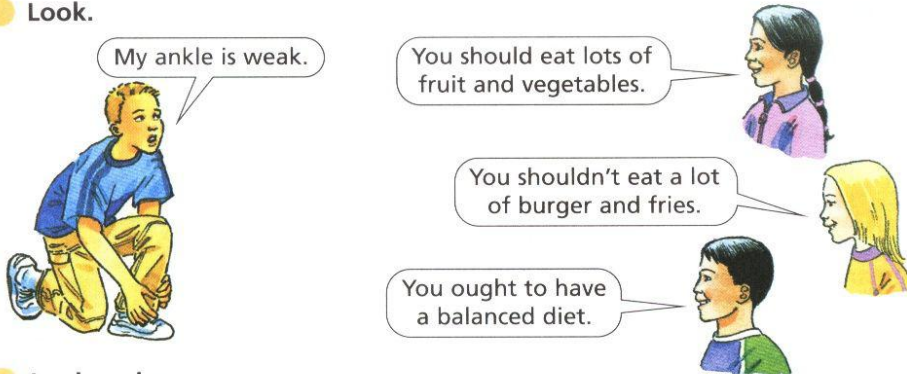 Look.
My ankle is weak.
You should eat lots of
fruit and vegetables.
You shouldn't eat a lot
of burger and fries.
You ought to have
a balanced diet.